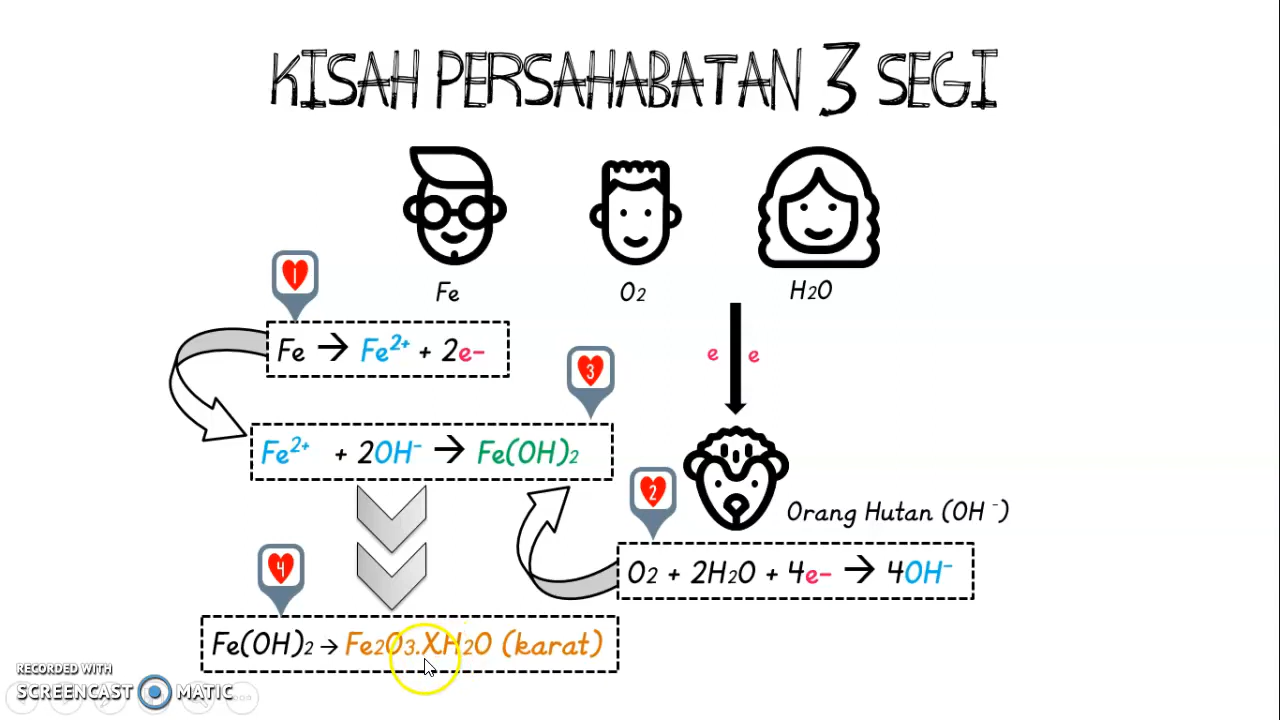 KISAH PERSAHABATAN 3 SEGI
Fe
O2
H2O
1
Fe → Fe²⁺ + 2e-
e e
3
Fe²⁺ + 2OH⁻ → Fe(OH)2
2
Orang Hutan (OH⁻)
O2 + 2H2O + 4e- → 4OH⁻
4
Fe(OH)2 → Fe2O3.XH2O (karat)
RECORDED WITH
SCREENCAST MATIC